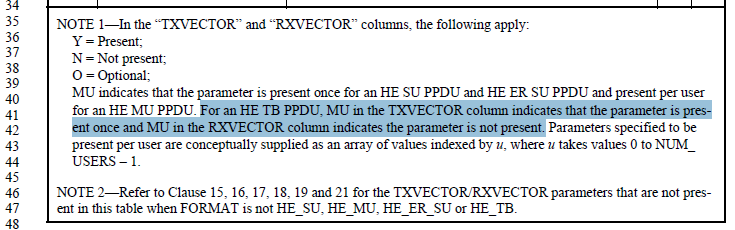 34
35 NOTE 1—In the “TXVECTOR” and “RXVECTOR” columns, the following apply:
36 Y = Present;
37 N = Not present;
38 O = Optional;
39
40 MU indicates that the parameter is present once for an HE SU PPDU and HE ER SU PPDU and present per user
41 for an HE MU PPDU. For an HE TB PPDU, MU in the TXVECTOR column indicates that the parameter is pres-
42 ent once and MU in the RXVECTOR column indicates the parameter is not present. Parameters specified to be
43 present per user are conceptually supplied as an array of values indexed by u, where u takes values 0 to NUM_
44 USERS – 1.
45
46 NOTE 2—Refer to Clause 15, 16, 17, 18, 19 and 21 for the TXVECTOR/RXVECTOR parameters that are not pres-
47 ent in this table when FORMAT is not HE_SU, HE_MU, HE_ER_SU or HE_TB.
48